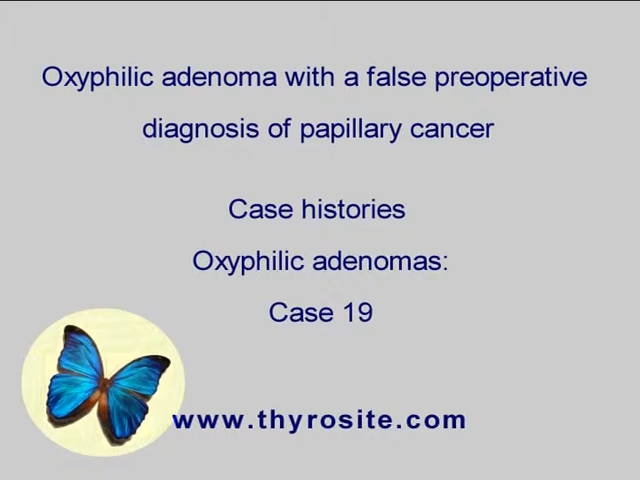 Oxyphilic adenoma with a false preoperative
diagnosis of papillary cancer
Case histories
Oxyphilic adenomas:
Case 19
www.thyrosite.com